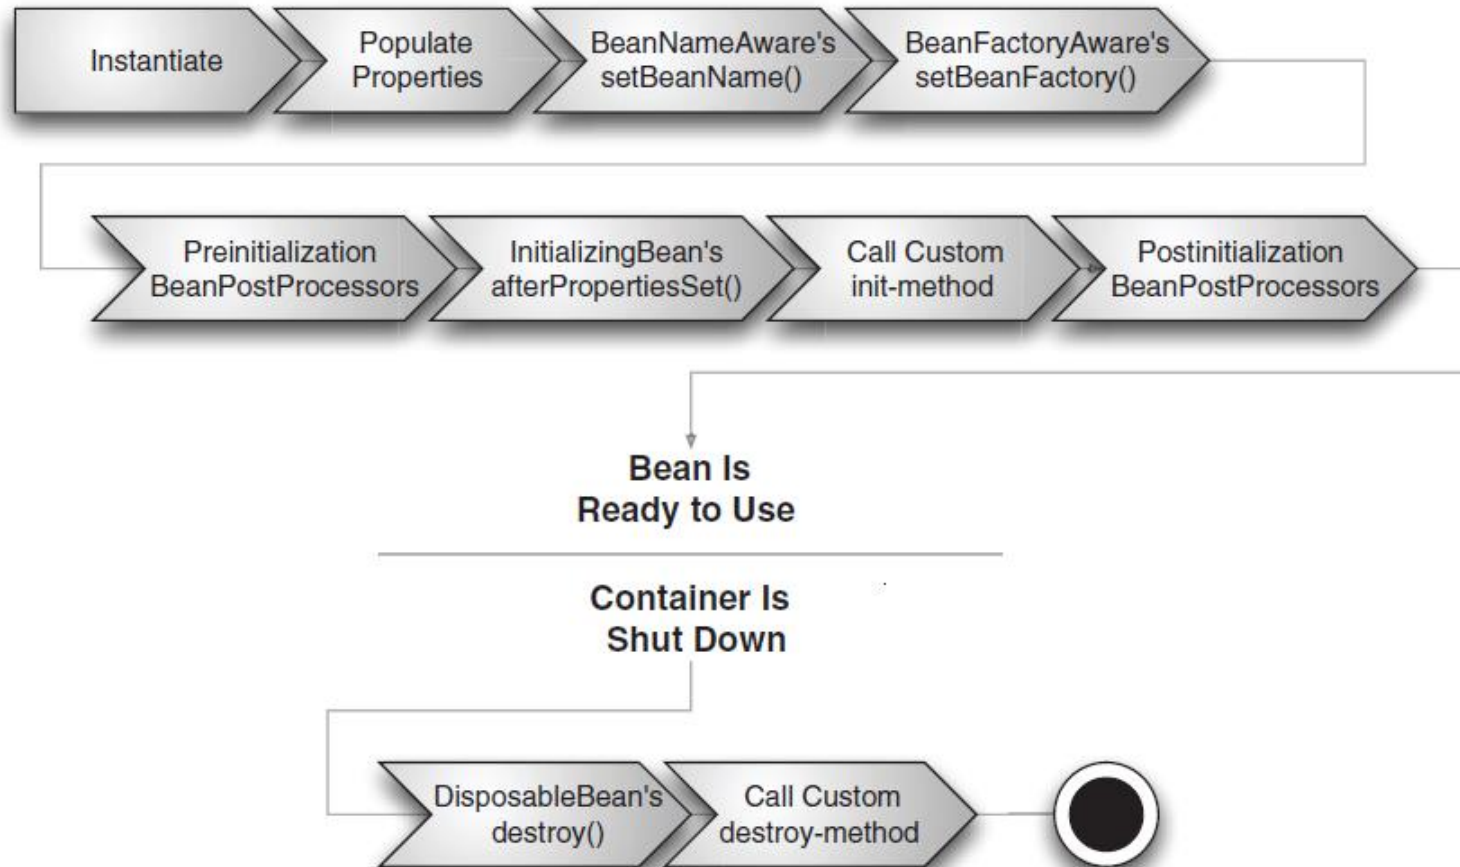 Instantiate
Populate
Properties
BeanNameAware's
setBeanName()
BeanFactoryAware's
setBeanFactory()
Preinitialization
BeanPostProcessors
InitializingBean's
afterPropertiesSet()
Call Custom
init-method
Postinitialization
BeanPostProcessors
Bean Is
Ready to Use
Container Is
Shut Down
DisposableBean's
destroy()
Call Custom
destroy-method